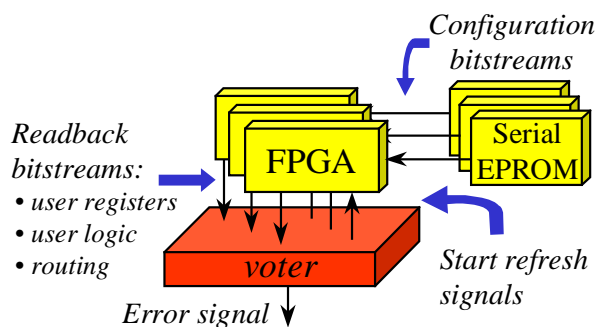 Configuration
bitstreams
Readback
bitstreams:
• user registers
• user logic
• routing
FPGA
Serial
EPROM
voter
Start refresh
signals
Error signal